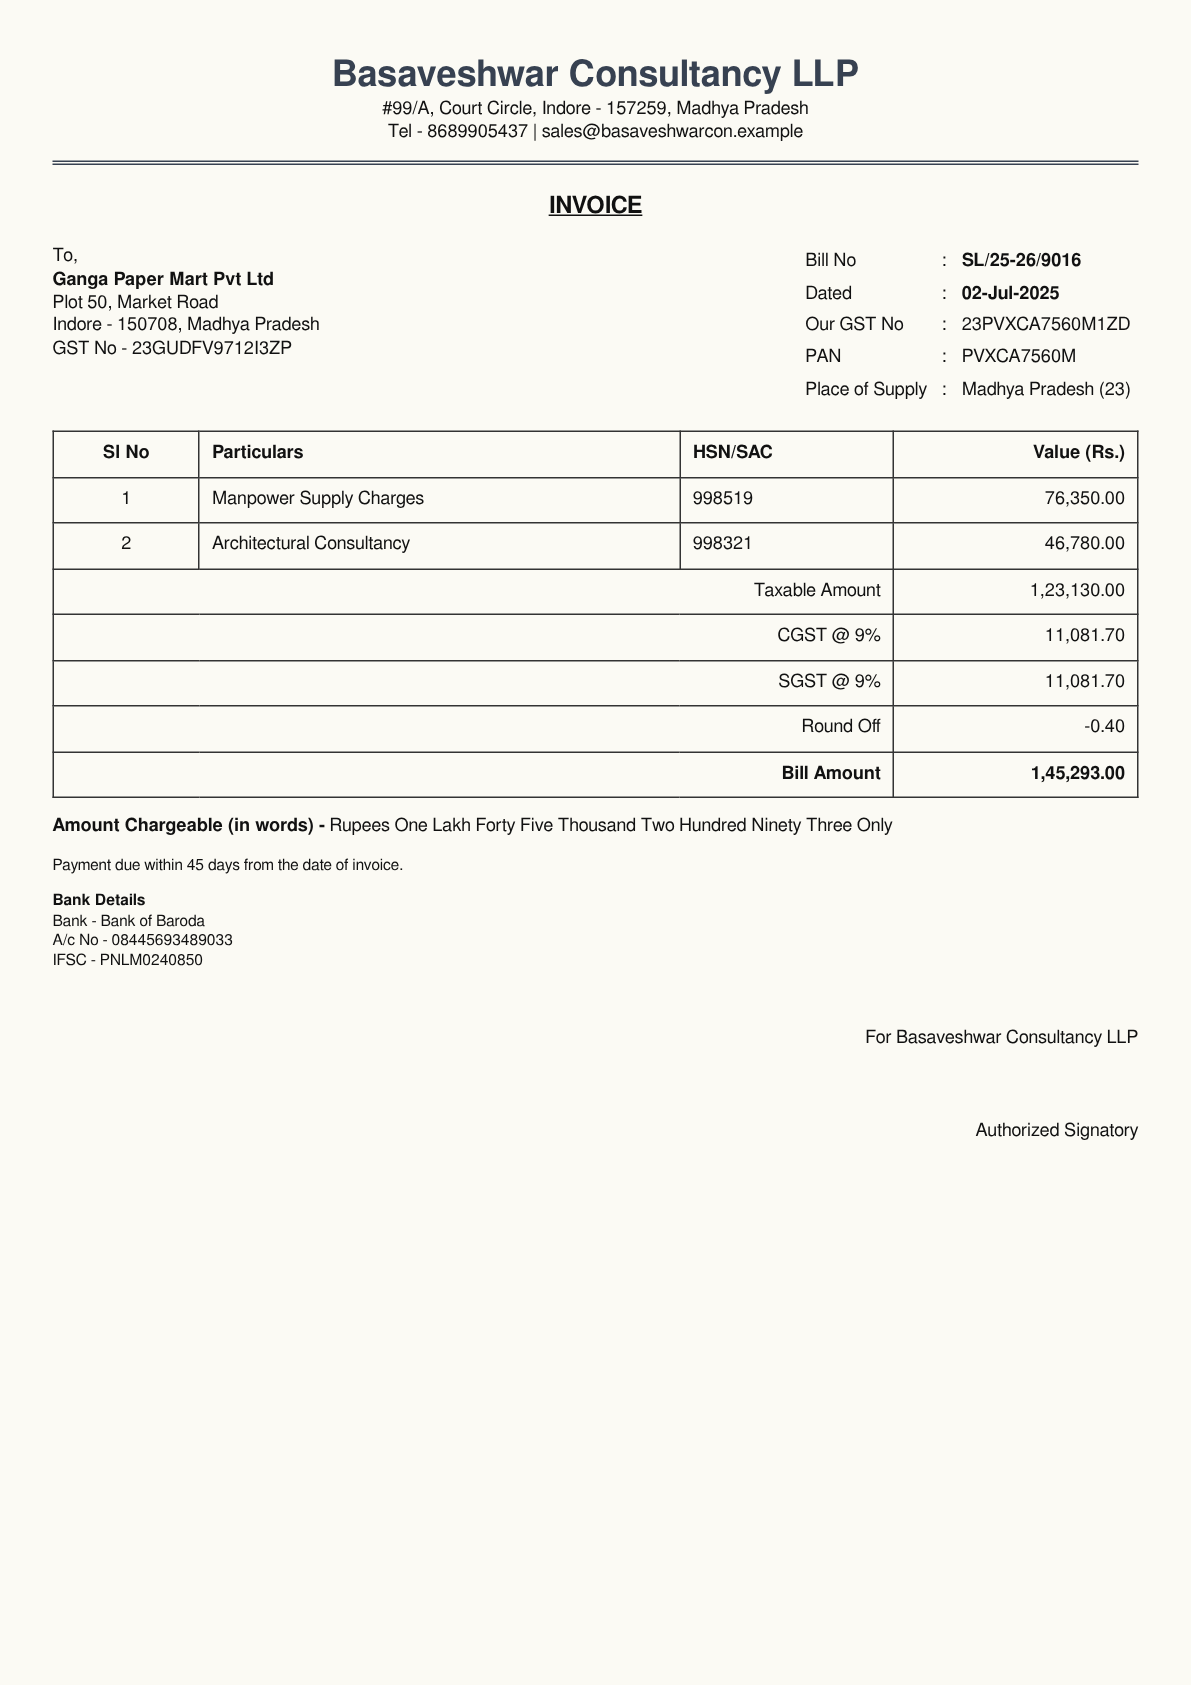 Basaveshwar Consultancy LLP
#99/A, Court Circle, Indore - 157259, Madhya Pradesh
Tel - 8689905437 | sales@basaveshwarcon.example
INVOICE
To,
Ganga Paper Mart Pvt Ltd
Plot 50, Market Road
Indore - 150708, Madhya Pradesh
GST No - 23GUDFV9712I3ZP
Bill No : SL/25-26/9016
Dated : 02-Jul-2025
Our GST No : 23PVXCA7560M1ZD
PAN : PVXCA7560M
Place of Supply : Madhya Pradesh (23)
Sl No Particulars HSN/SAC Value (Rs.)
1 Manpower Supply Charges 998519 76,350.00
2 Architectural Consultancy 998321 46,780.00
Taxable Amount 1,23,130.00
CGST @ 9% 11,081.70
SGST @ 9% 11,081.70
Round Off -0.40
Bill Amount 1,45,293.00
Amount Chargeable (in words) - Rupees One Lakh Forty Five Thousand Two Hundred Ninety Three Only
Payment due within 45 days from the date of invoice.
Bank Details
Bank - Bank of Baroda
A/c No - 08445693489033
IFSC - PNLM0240850
For Basaveshwar Consultancy LLP
Authorized Signatory